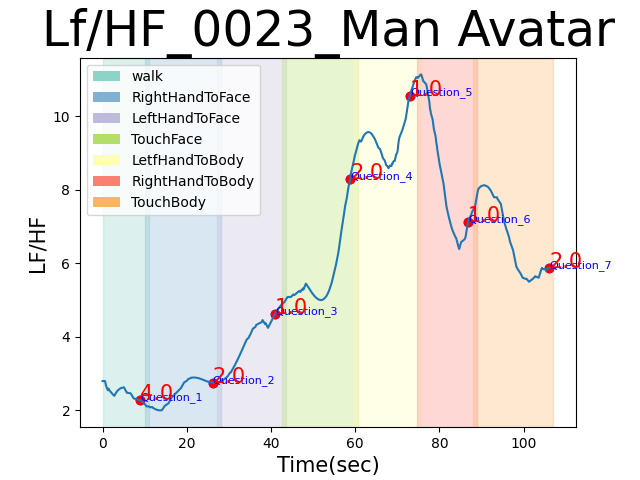 Lf/HF_0023_Man Avatar
walk
RightHandToFace
LeftHandToFace
TouchFace
LetfHandToBody
RightHandToBody
TouchBody
LF/HF
10
8
6
4
2
4.0
Question_1
2.0
Question_2
1.0
Question_3
2.0
Question_4
1.0
Question_5
1.0
Question_6
2.0
Question_7
0
20
40
60
80
100
Time(sec)